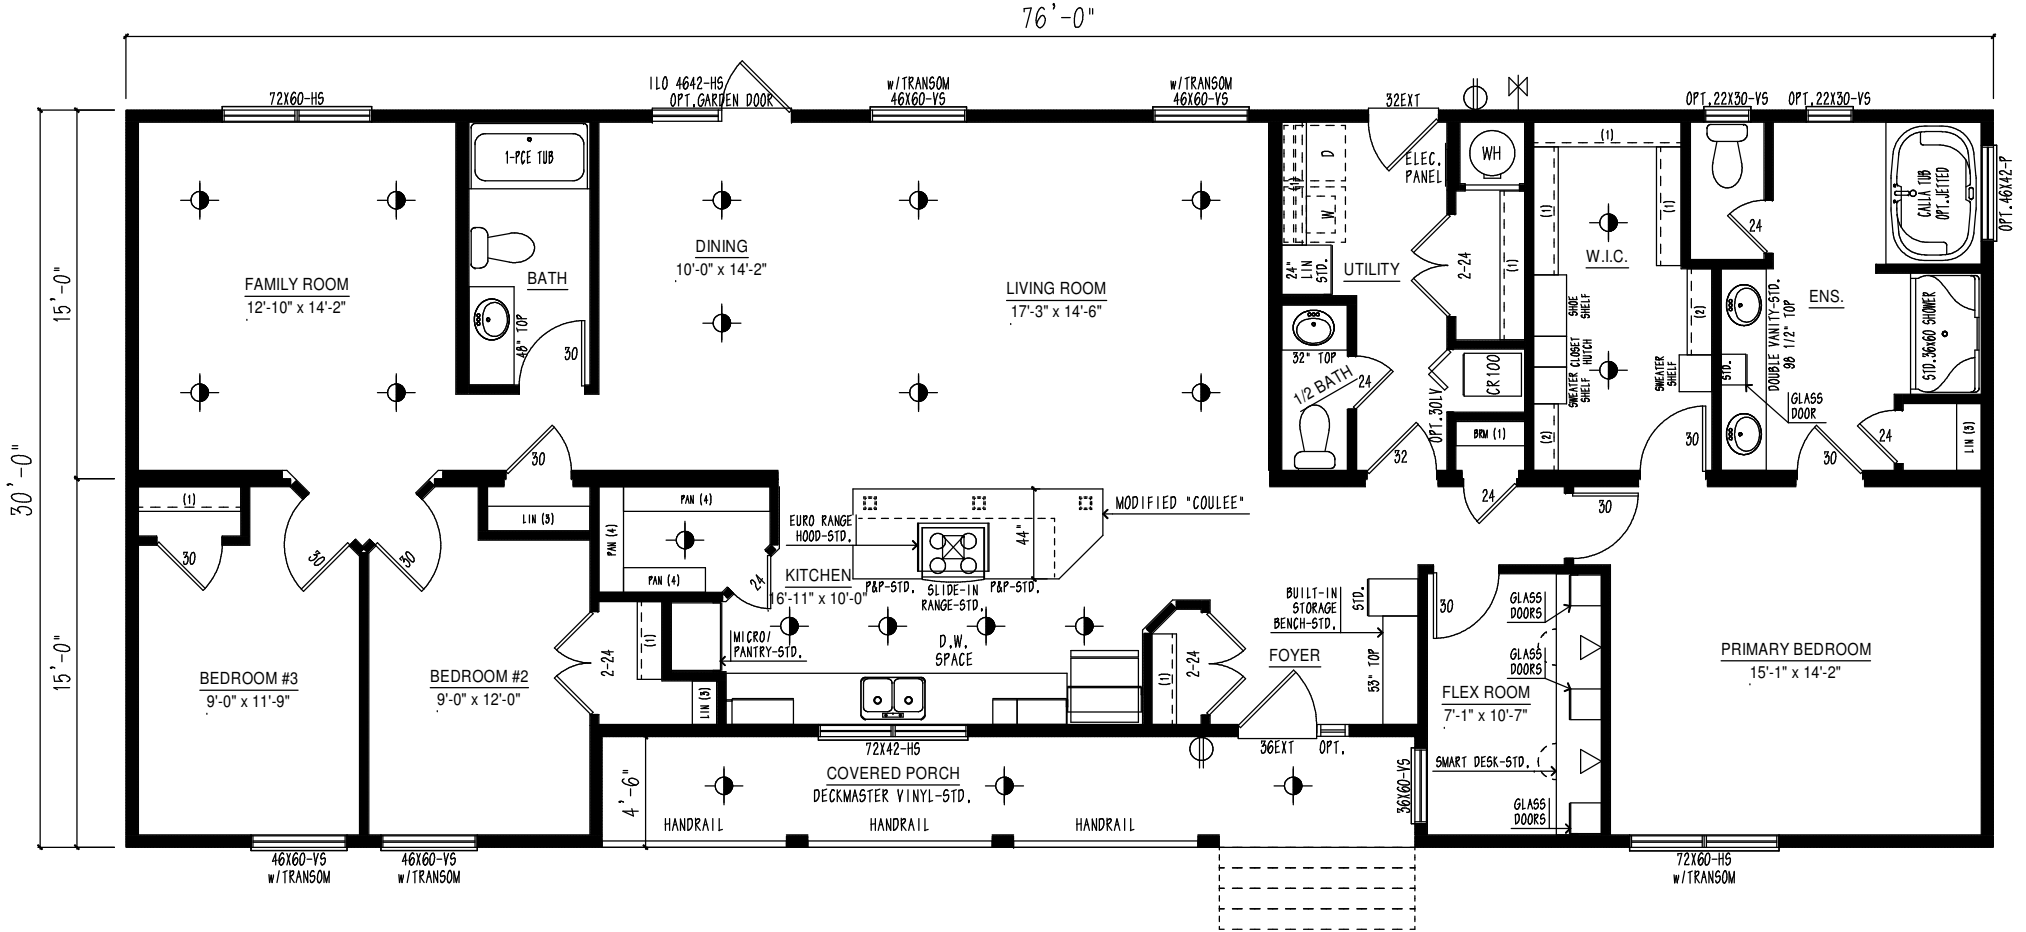 76'-0"
30'-0"
15'-0"
15'-0"
72X60-HS
ILO 4642-HS
OPT.GARDEN DOOR
w/TRANSOM
46X60-VS
w/TRANSOM
46X60-VS
32EXT
OPT.22X30-VS
OPT.22X30-VS
OPT.46X42-P
FAMILY ROOM
12'-10" x 14'-2"
1-PCE TUB
BATH
48" TOP
30
DINING
10'-0" x 14'-2"
LIVING ROOM
17'-3" x 14'-6"
D
(1)
W
24"
LIN
STD.
UTILITY
ELEC.
PANEL
WH
2-24
(1)
32" TOP
1/2 BATH
24
OPT.30LV
CR100
BRM (1)
32
24
(1)
(1)
(1)
W.I.C.
SHOE
SHELF
SWEATER CLOSET
SHELF HUTCH
(2)
(2)
SWEATER
SHELF
30
24
CALLA TUB
OPT.JETTED
ENS.
STD.36x60 SHOWER
DOUBLE VANITY-STD.
98 1/2" TOP
STD.
GLASS
DOOR
30
24
LIN (3)
30
(1)
30
30
30
30
LIN (3)
PAN (4)
PAN (4)
PAN (4)
24
EURO RANGE
HOOD-STD.
MODIFIED "COULEE"
44"
KITCHEN
16'-11" x 10'-0"
P&P-STD.
SLIDE-IN
RANGE-STD.
P&P-STD.
D.W.
SPACE
MICRO/
PANTRY-STD.
(1)
2-24
LIN (3)
BEDROOM #3
9'-0" x 11'-9"
BEDROOM #2
9'-0" x 12'-0"
(1)
2-24
FOYER
BUILT-IN
STORAGE
BENCH-STD.
STD.
53" TOP
30
GLASS
DOORS
GLASS
DOORS
FLEX ROOM
7'-1" x 10'-7"
SMART DESK-STD.
GLASS
DOORS
PRIMARY BEDROOM
15'-1" x 14'-2"
72X42-HS
36EXT
OPT.
36X60-VS
COVERED PORCH
DECKMASTER VINYL-STD.
4'-6"
HANDRAIL
HANDRAIL
HANDRAIL
46X60-VS
w/TRANSOM
46X60-VS
w/TRANSOM
72X60-HS
w/TRANSOM